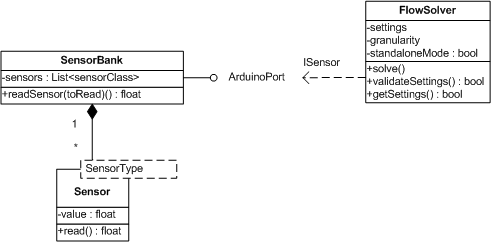 FlowSolver
-settings
-granularity
-standaloneMode : bool
+solve()
+validateSettings() : bool
+getSettings() : bool
ISensor
ArduinoPort
SensorBank
-sensors : List<sensorClass>
+readSensor(toRead)() : float
1
*
SensorType
Sensor
-value : float
+read() : float